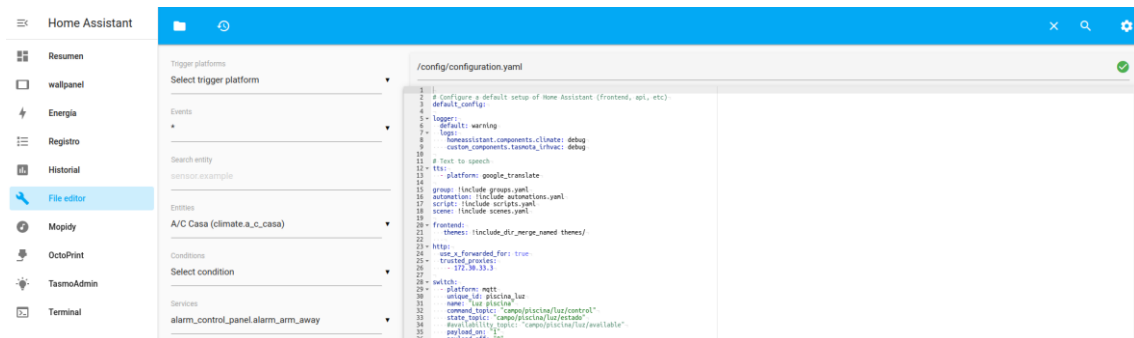 Home Assistant
Resumen
wallpanel
Energía
Registro
Historial
File editor
Mopidy
OctoPrint
TasmoAdmin
Terminal
Trigger platforms
Select trigger platform
Events
*
Search entity
sensor.example
Entities
A/C Casa (climate.a_c_casa)
Conditions
Select condition
Services
alarm_control_panel.alarm_arm_away
/config/configuration.yaml
1
2 # Configure a default setup of Home Assistant (frontend, api, etc)
3 default_config:
4
5 logger:
6 default: warning
7 logs:
8 homeassistant.components.climate: debug
9 custom_components.tasmota_irhvac: debug
10
11 # Text to speech
12 tts:
13 - platform: google_translate
14
15 group: !include groups.yaml
16 automation: !include automations.yaml
17 script: !include scripts.yaml
18 scene: !include scenes.yaml
19
20 frontend:
21 themes: !include_dir_merge_named themes/
22
23 http:
24 use_x_forwarded_for: true
25 trusted_proxies:
26 - 172.30.33.3
27
28 switch:
29 - platform: mqtt
30 unique_id: piscina_luz
31 name: "Luz piscina"
32 command_topic: "campo/piscina/luz/control"
33 state_topic: "campo/piscina/luz/estado"
34 #availability_topic: "campo/piscina/luz/available"
35 payload_on: "1"